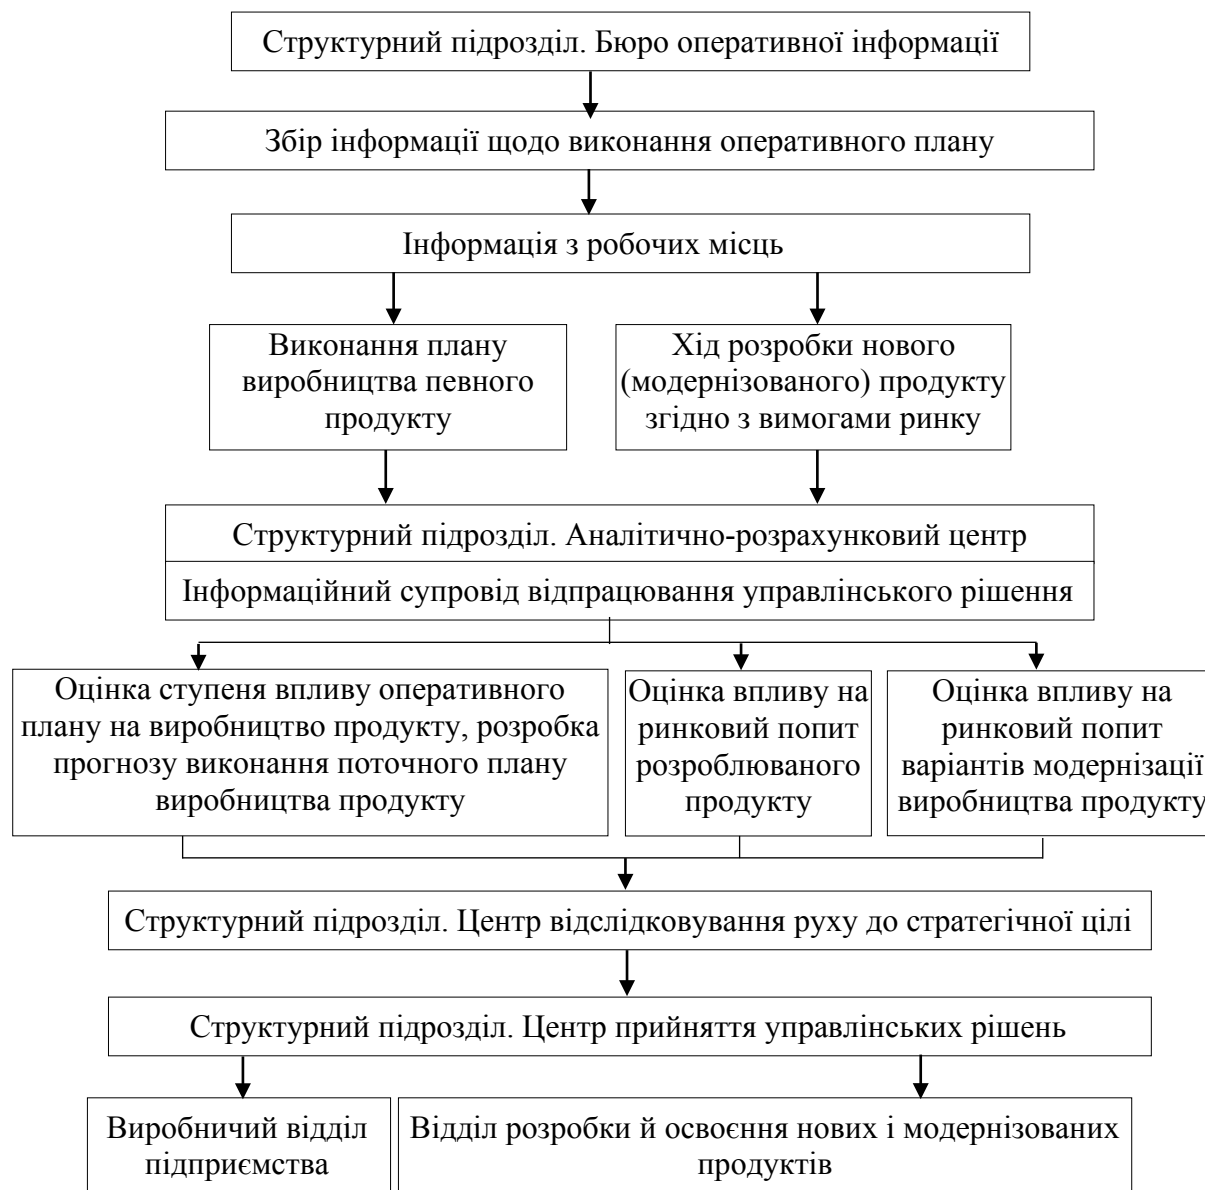 Структурний підрозділ. Бюро оперативної інформації
Збір інформації щодо виконання оперативного плану
Інформація з робочих місць
Виконання плану
виробництва певного
продукту
Хід розробки нового
(модернізованого) продукту
згідно з вимогами ринку
Структурний підрозділ. Аналітично-розрахунковий центр
Інформаційний супровід відпрацювання управлінського рішення
Оцінка ступеня впливу оперативного
плану на виробництво продукту, розробка
прогнозу виконання поточного плану
виробництва продукту
Оцінка впливу на
ринковий попит
розроблюваного
продукту
Оцінка впливу на
ринковий попит
варіантів модернізації
виробництва продукту
Структурний підрозділ. Центр відслідковування руху до стратегічної цілі
Структурний підрозділ. Центр прийняття управлінських рішень
Виробничий відділ
підприємства
Відділ розробки й освоєння нових і модернізованих
продуктів